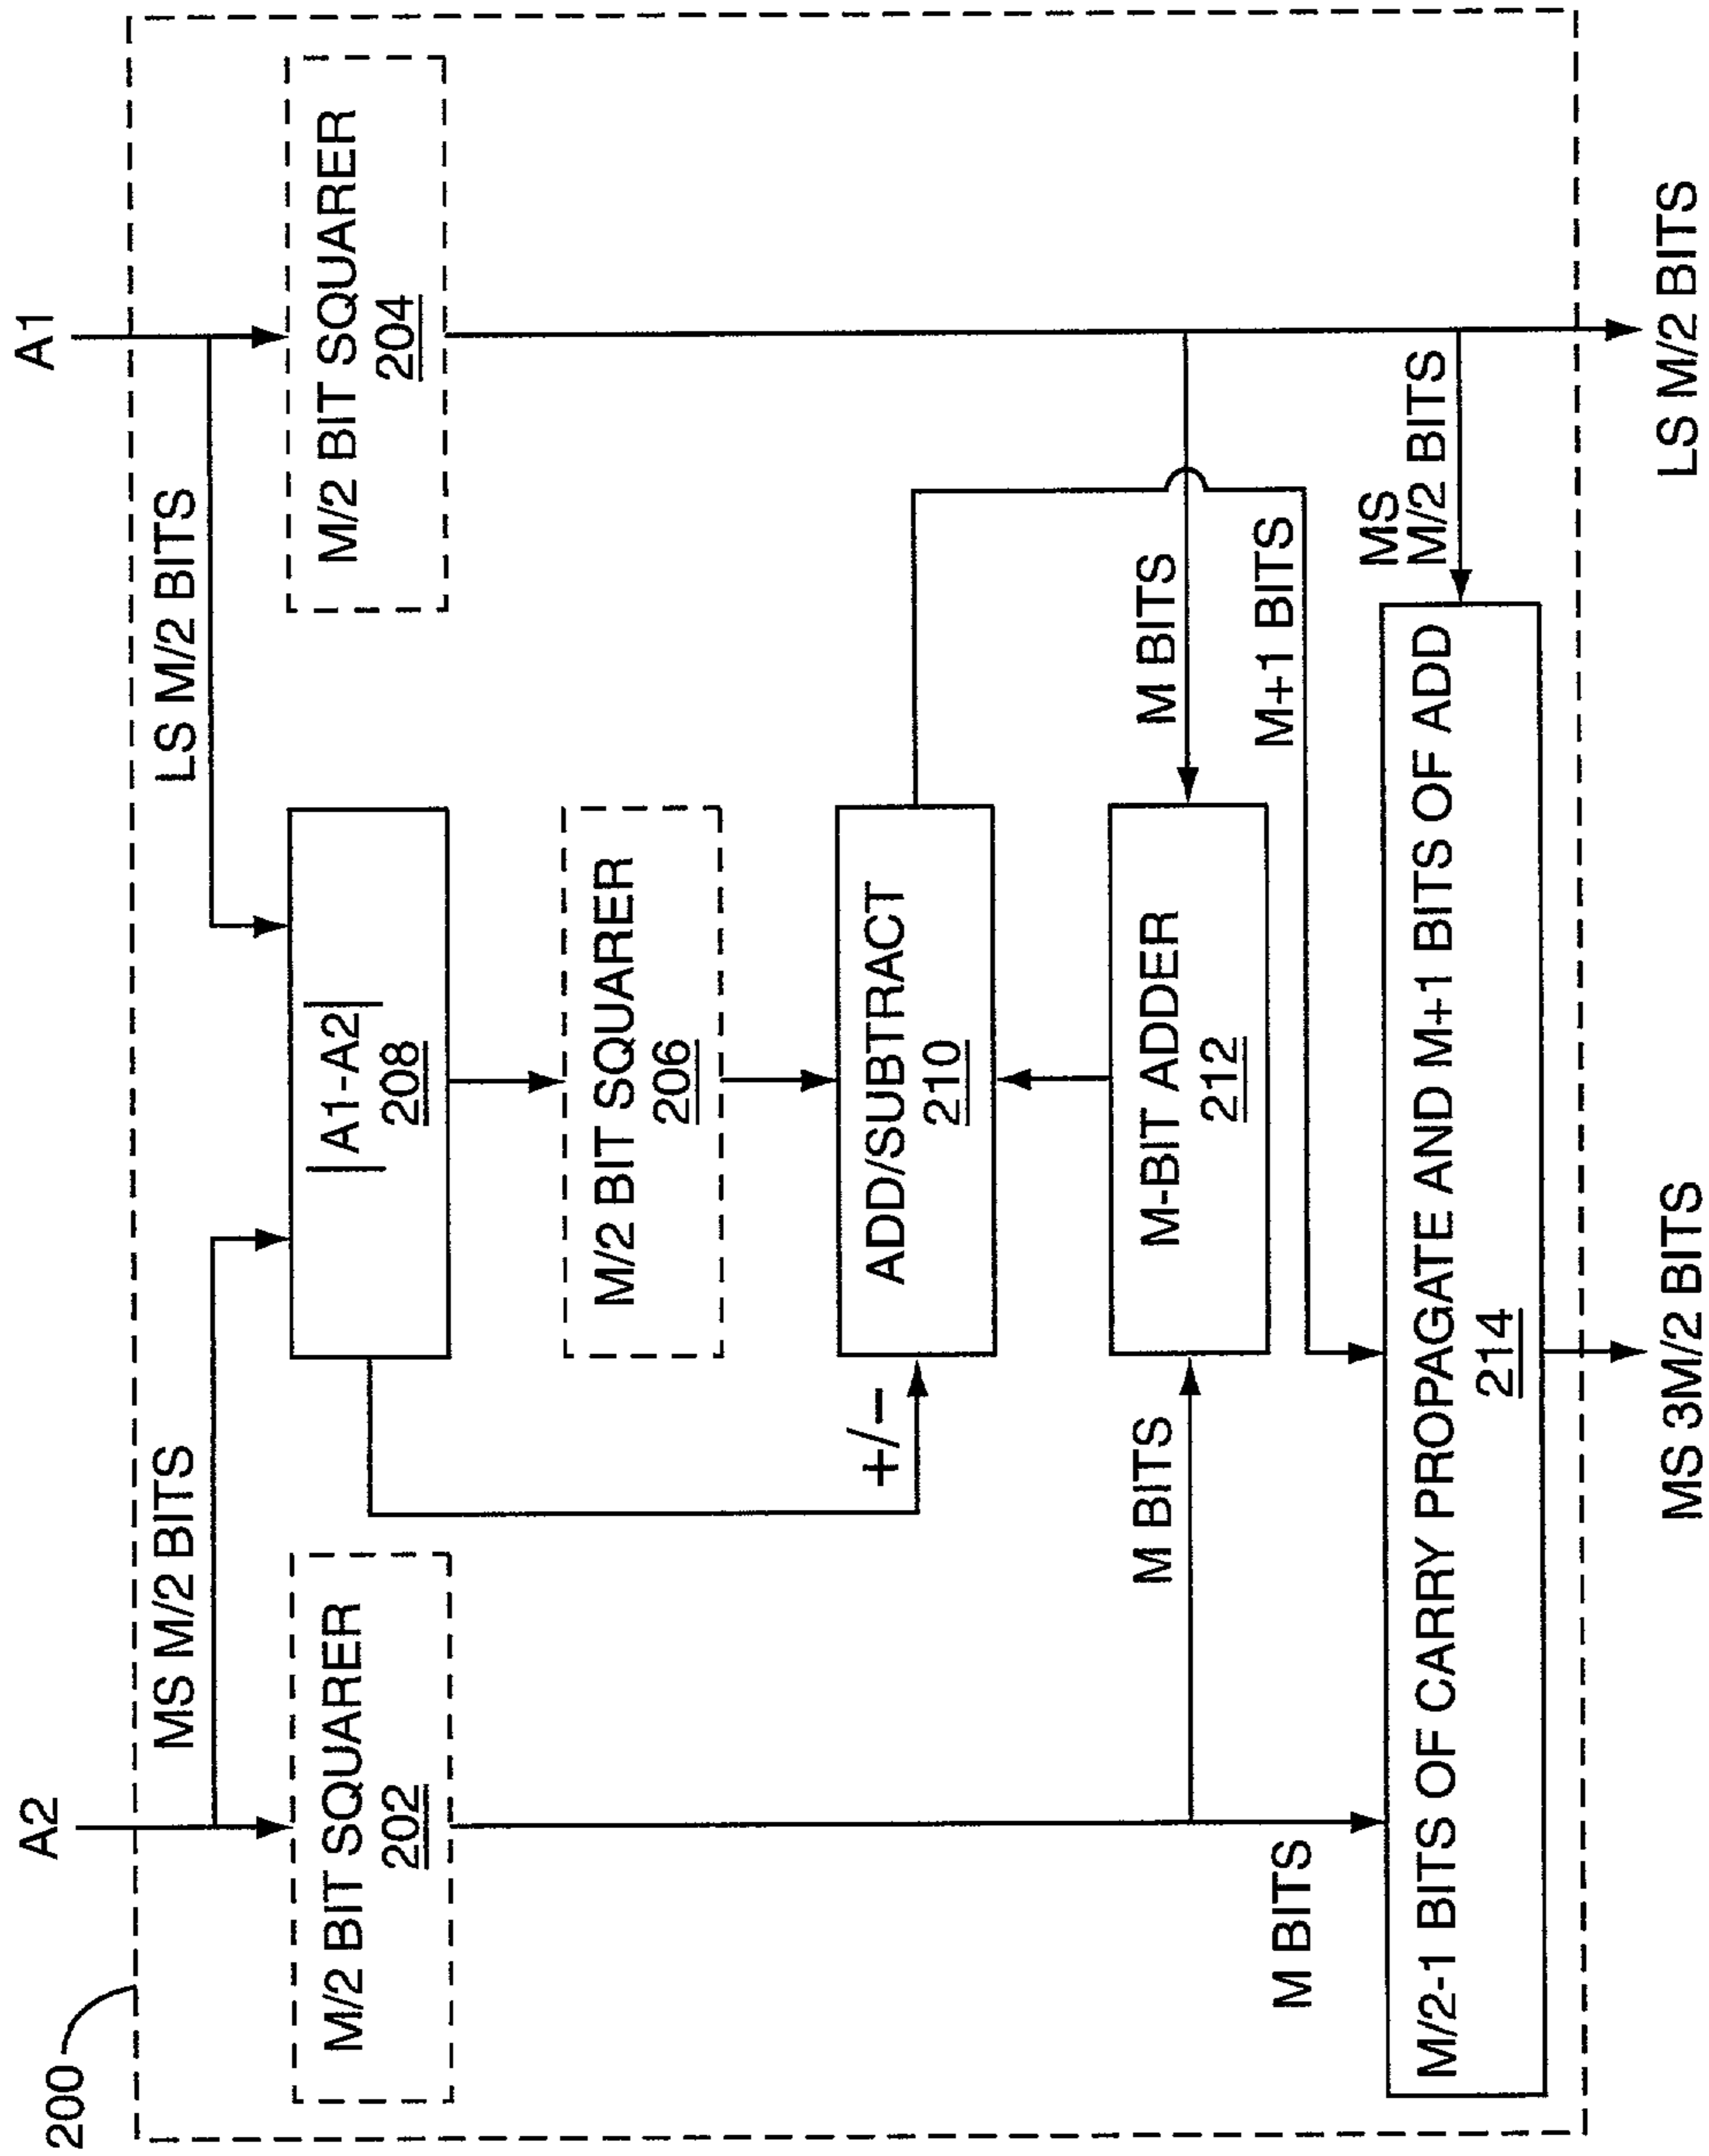 200
A2
A1
MS M/2 BITS
LS M/2 BITS
M/2 BIT SQUARER
202
|A1-A2|
208
M/2 BIT SQUARER
204
M/2 BIT SQUARER
206
+/−
ADD/SUBTRACT
210
M BITS
M-BIT ADDER
212
M BITS
M BITS
M+1 BITS
MS
M/2 BITS
M/2-1 BITS OF CARRY PROPAGATE AND M+1 BITS OF ADD
214
MS 3M/2 BITS
LS M/2 BITS